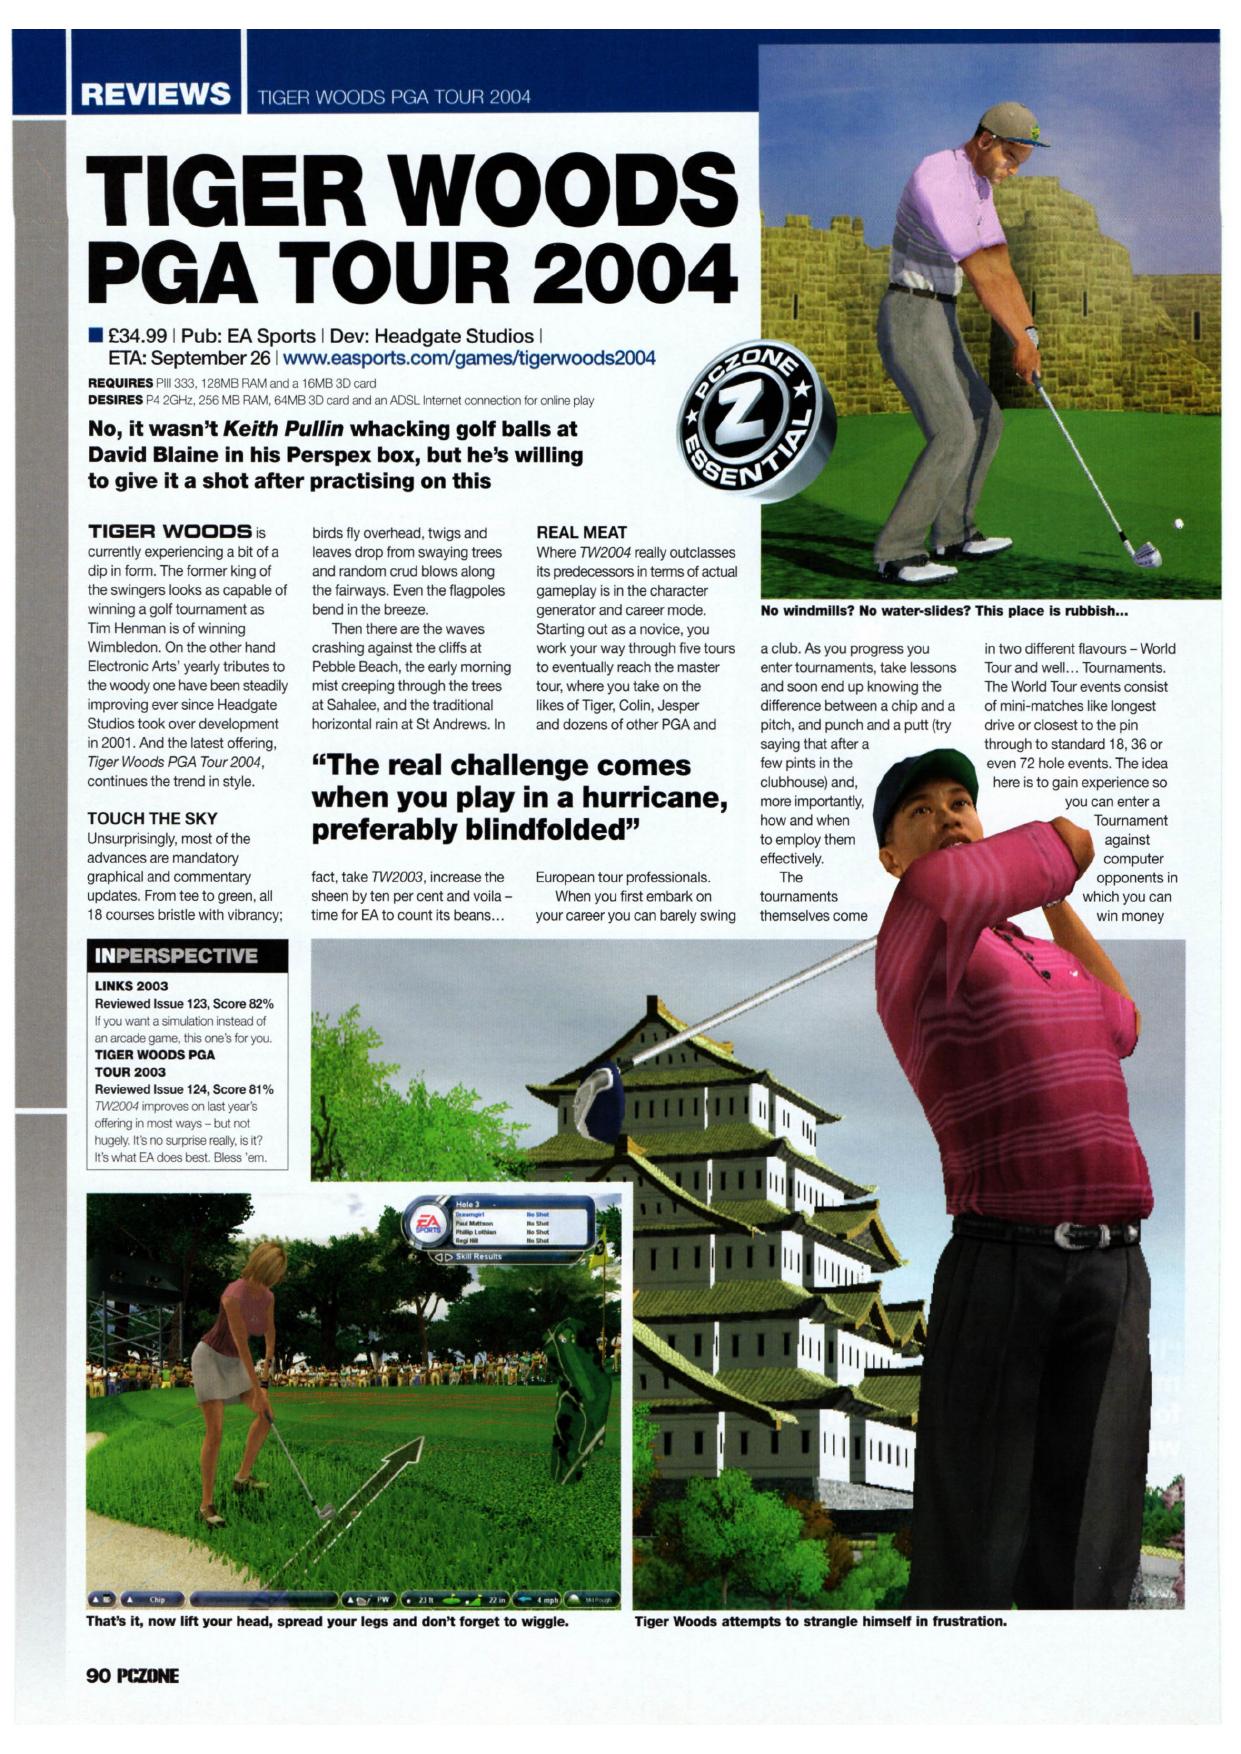 REVIEWS
TIGER WOODS PGA TOUR 2004
TIGER WOODS
PGA TOUR 2004
£34.99 | Pub: EA Sports | Dev: Headgate Studios |
ETA: September 26 | www.easports.com/games/tigerwoods2004
REQUIRES PIII 333, 128MB RAM and a 16MB 3D card
DESIRES P4 2GHz, 256 MB RAM, 64MB 3D card and an ADSL Internet connection for online play
PCZONE
Z
ESSENTIAL
No, it wasn't Keith Pullin whacking golf balls at
David Blaine in his Perspex box, but he's willing
to give it a shot after practising on this
No windmills? No water-slides? This place is rubbish...
TIGER WOODS is
currently experiencing a bit of a
dip in form. The former king of
the swingers looks as capable of
winning a golf tournament as
Tim Henman is of winning
Wimbledon. On the other hand
Electronic Arts' yearly tributes to
the woody one have been steadily
improving ever since Headgate
Studios took over development
in 2001. And the latest offering,
Tiger Woods PGA Tour 2004,
continues the trend in style.
TOUCH THE SKY
Unsurprisingly, most of the
advances are mandatory
graphical and commentary
updates. From tee to green, all
18 courses bristle with vibrancy;
birds fly overhead, twigs and
leaves drop from swaying trees
and random crud blows along
the fairways. Even the flagpoles
bend in the breeze.
Then there are the waves
crashing against the cliffs at
Pebble Beach, the early morning
mist creeping through the trees
at Sahalee, and the traditional
horizontal rain at St Andrews. In
"The real challenge comes
when you play in a hurricane,
preferably blindfolded"
fact, take TW2003, increase the
sheen by ten per cent and voila –
time for EA to count its beans...
REAL MEAT
Where TW2004 really outclasses
its predecessors in terms of actual
gameplay is in the character
generator and career mode.
Starting out as a novice, you
work your way through five tours
to eventually reach the master
tour, where you take on the
likes of Tiger, Colin, Jesper
and dozens of other PGA and
European tour professionals.
When you first embark on
your career you can barely swing
a club. As you progress you
enter tournaments, take lessons
and soon end up knowing the
difference between a chip and a
pitch, and punch and a putt (try
saying that after a
few pints in the
clubhouse) and,
more importantly,
how and when
to employ them
effectively.
The
tournaments
themselves come
in two different flavours – World
Tour and well... Tournaments.
The World Tour events consist
of mini-matches like longest
drive or closest to the pin
through to standard 18, 36 or
even 72 hole events. The idea
here is to gain experience so
you can enter a
Tournament
against
computer
opponents in
which you can
win money
INPERSPECTIVE
LINKS 2003
Reviewed Issue 123, Score 82%
If you want a simulation instead of
an arcade game, this one's for you.
TIGER WOODS PGA
TOUR 2003
Reviewed Issue 124, Score 81%
TW2004 improves on last year's
offering in most ways – but not
hugely. It's no surprise really, is it?
It's what EA does best. Bless 'em.
EA
SPORTS
Hole 3
Dreamgirl No Shot
Paul Mattson No Shot
Phillip Lothian No Shot
Regi Hill No Shot
Skill Results
Chip
PW
23 ft
22 in
4 mph
That's it, now lift your head, spread your legs and don't forget to wiggle.
Tiger Woods attempts to strangle himself in frustration.
90 PCZONE